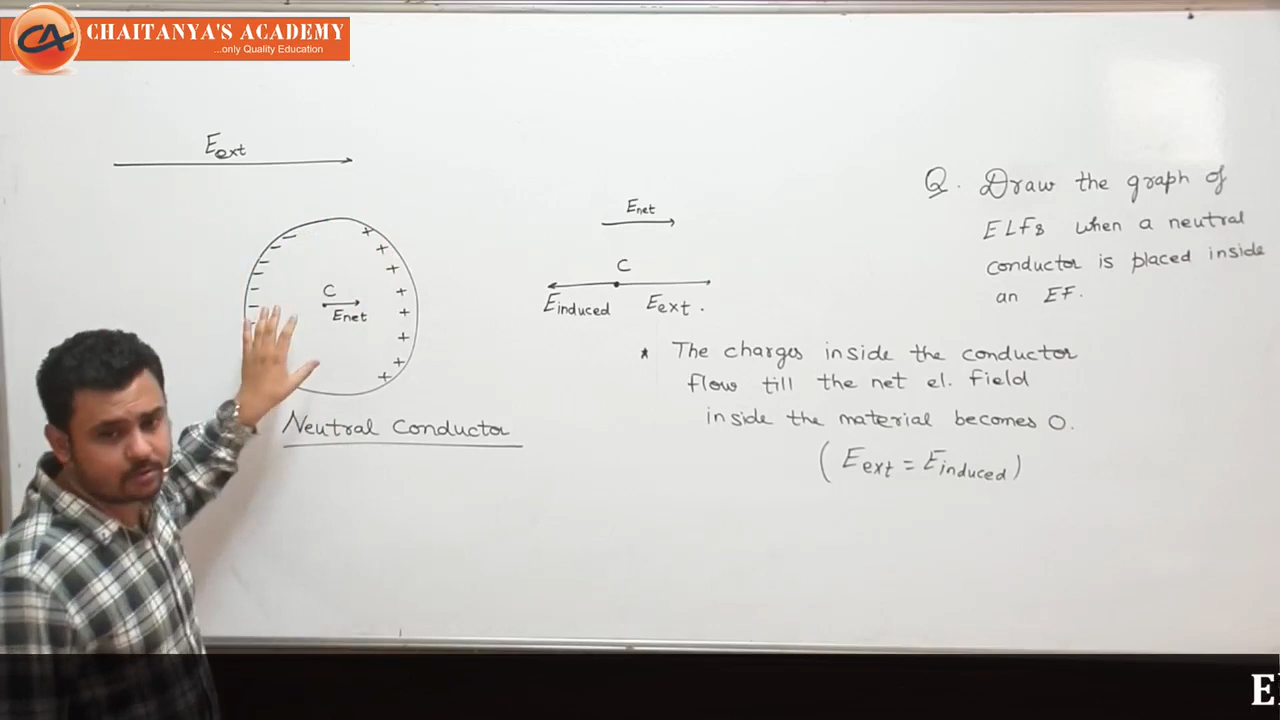 CHAITANYA'S ACADEMY
...only Quality Education
Eext
Enet
C
Enet
C
Einduced Eext.
Neutral Conductor
Q. Draw the graph of
ELFs when a neutral
conductor is placed inside
an EF.
* The charges inside the conductor
flow till the net el. field
inside the material becomes 0.
(Eext = Einduced)